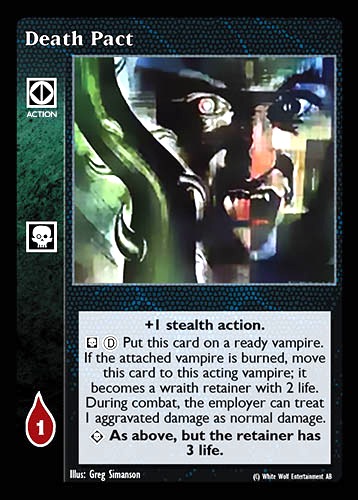 Death Pact
ACTION
+1 stealth action.
D Put this card on a ready vampire.
If the attached vampire is burned, move
this card to this acting vampire; it
becomes a wraith retainer with 2 life.
During combat, the employer can treat
1 aggravated damage as normal damage.
As above, but the retainer has
3 life.
1
Illus: Greg Simanson
(C) White Wolf Entertainment AB